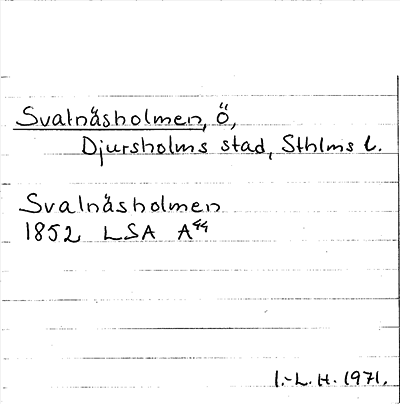 Svalnäsholmen, Ö,
Djursholms stad, Sthlms l.
Svalnäsholmen
1852 LSA A⁴⁴
I.-L. H. 1971.